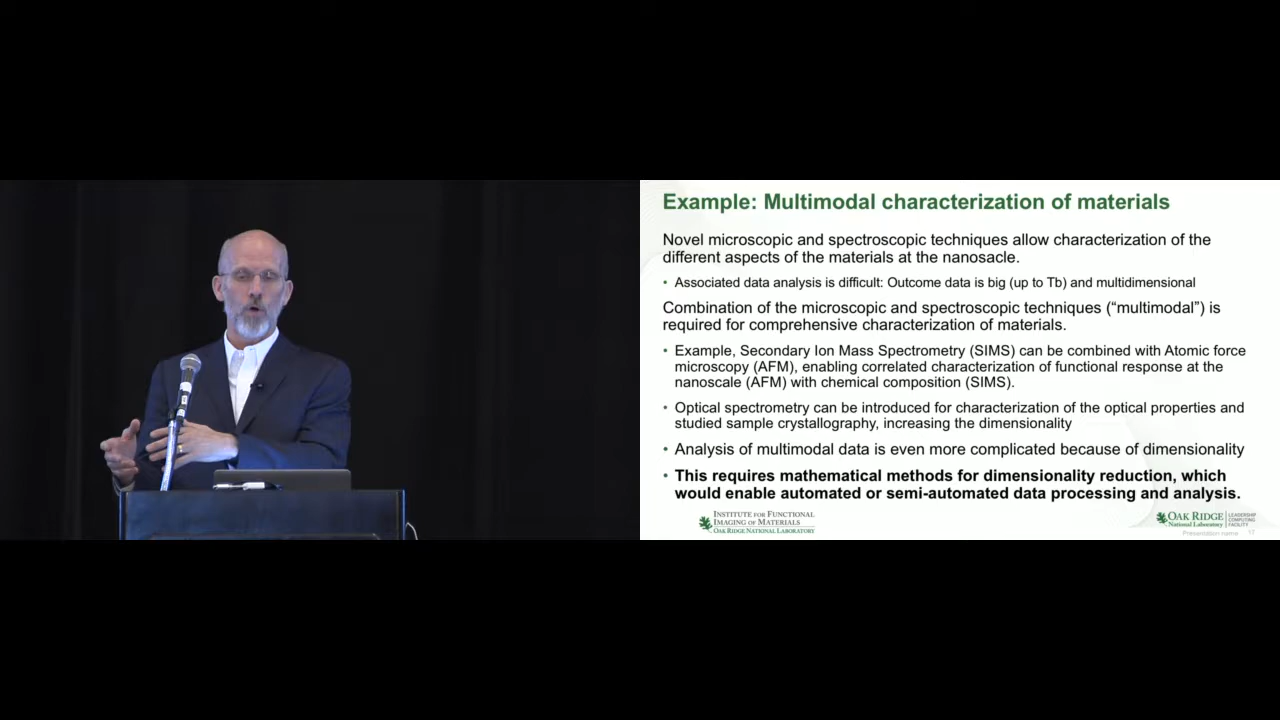 Example: Multimodal characterization of materials
Novel microscopic and spectroscopic techniques allow characterization of the
different aspects of the materials at the nanosacle.
• Associated data analysis is difficult: Outcome data is big (up to Tb) and multidimensional
Combination of the microscopic and spectroscopic techniques (“multimodal”) is
required for comprehensive characterization of materials.
• Example, Secondary Ion Mass Spectrometry (SIMS) can be combined with Atomic force
microscopy (AFM), enabling correlated characterization of functional response at the
nanoscale (AFM) with chemical composition (SIMS).
• Optical spectrometry can be introduced for characterization of the optical properties and
studied sample crystallography, increasing the dimensionality
• Analysis of multimodal data is even more complicated because of dimensionality
• This requires mathematical methods for dimensionality reduction, which
would enable automated or semi-automated data processing and analysis.
INSTITUTE FOR FUNCTIONAL
IMAGING OF MATERIALS
OAK RIDGE NATIONAL LABORATORY
OAK RIDGE
National Laboratory
LEADERSHIP
COMPUTING
FACILITY
Presentation name